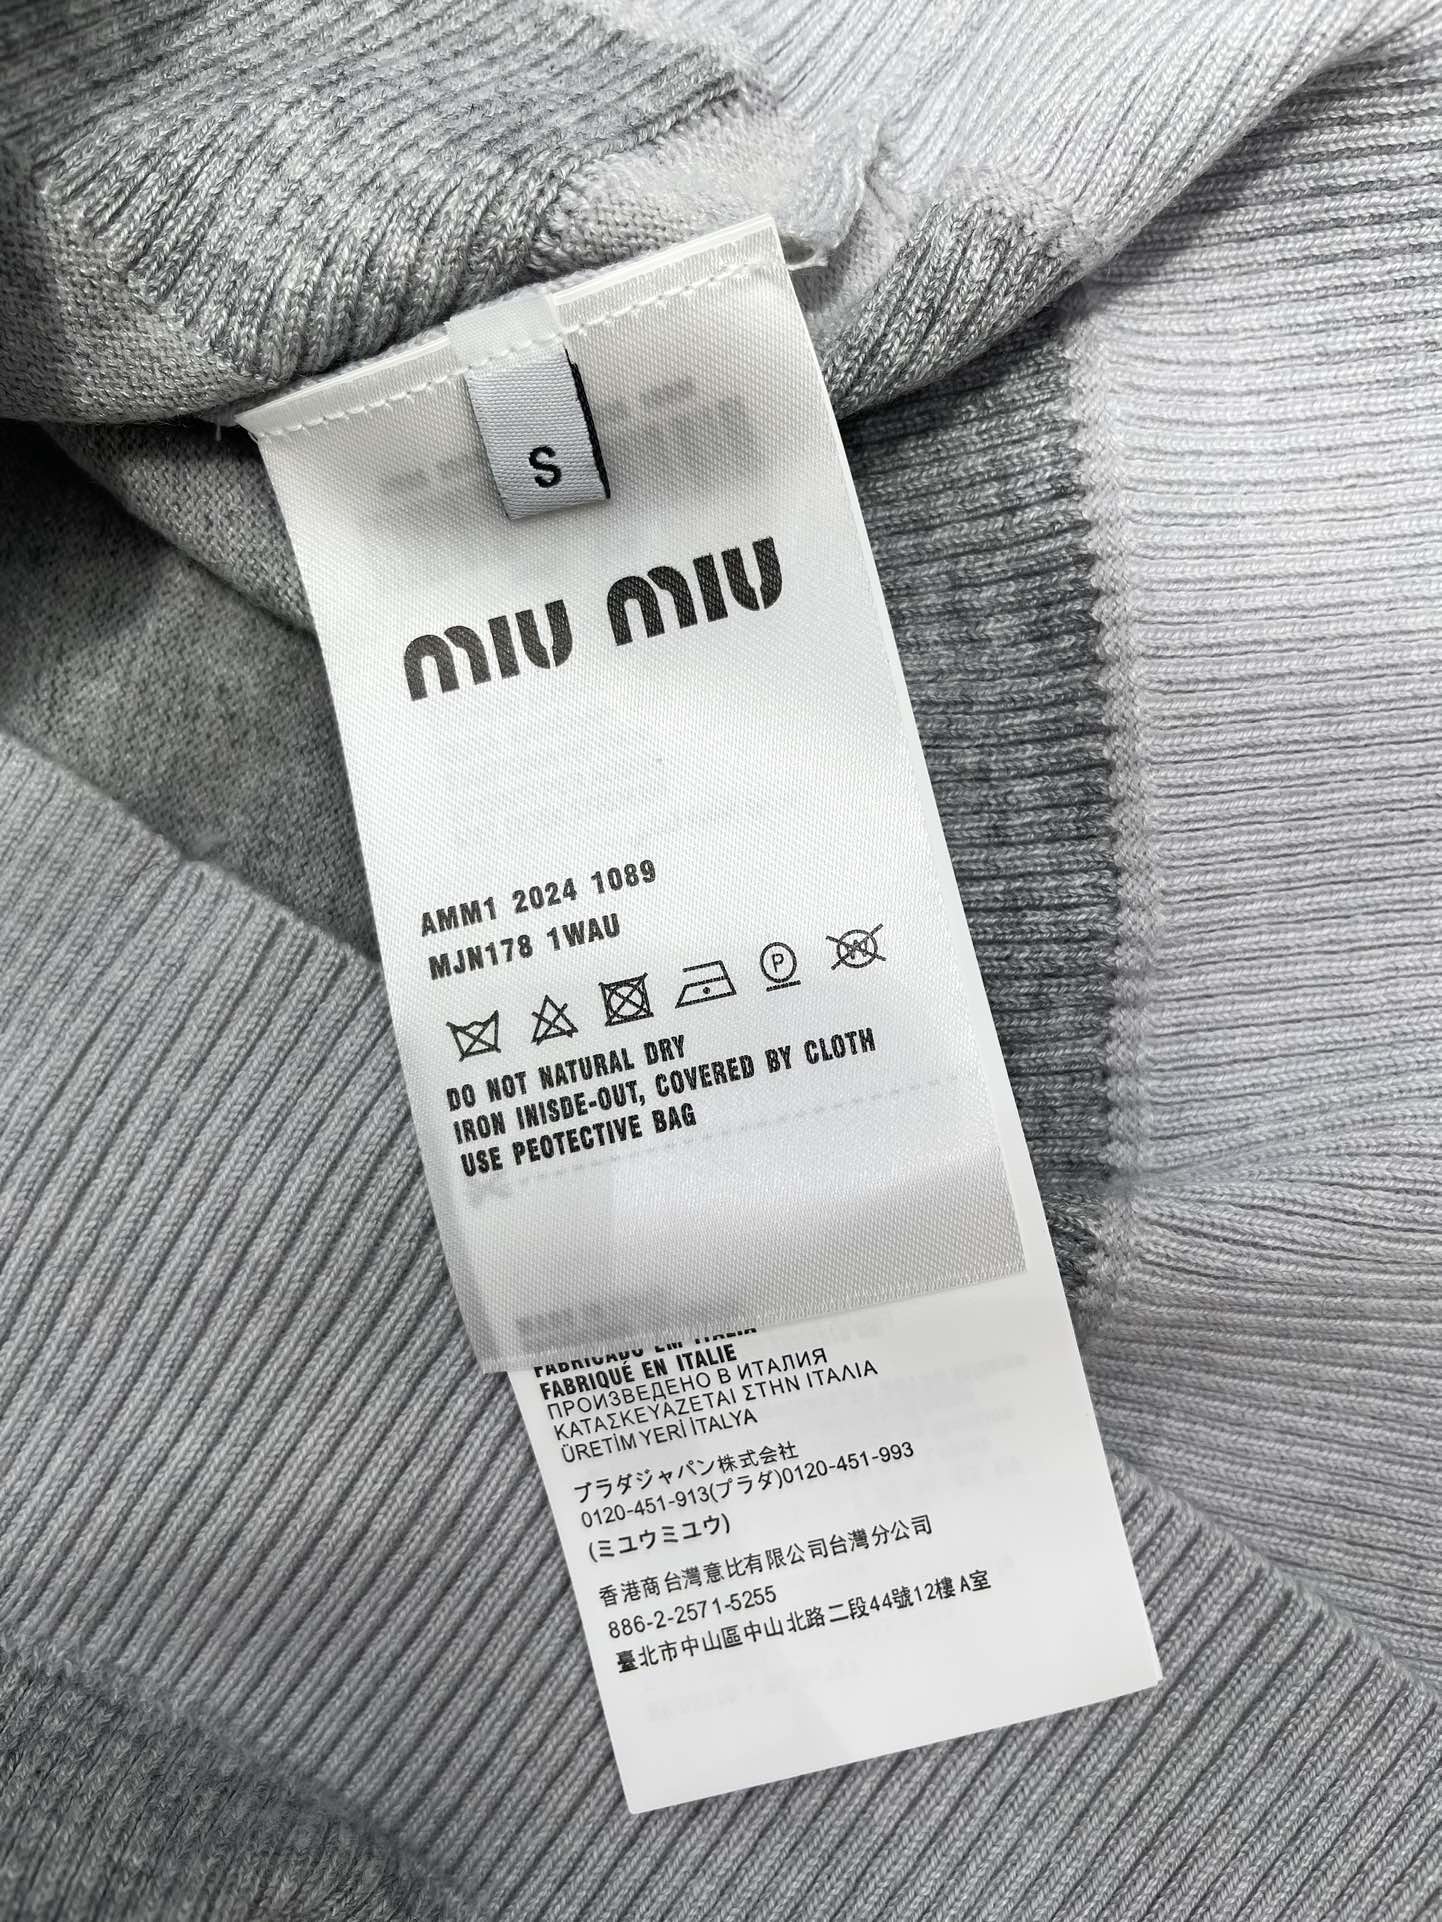 S
MIU MIU
AMM1 2024 1089
MJN178 1WAU
P
W
DO NOT NATURAL DRY
IRON INISDE-OUT, COVERED BY CLOTH
USE PEOTECTIVE BAG
FABRICADO EM ITALIA
FABRIQUÉ EN ITALIE
ПРОИЗВЕДЕНО В ИТАЛИЯ
ΚΑΤΑΣΚΕΥΑΖΕΤΑΙ ΣΤΗΝ ΙΤΑΛΙΑ
ÜRETİM YERİ İTALYA
プラダジャパン株式会社
0120-451-913(プラダ)0120-451-993
(ミユウミユウ)
香港商台灣意比有限公司台灣分公司
886-2-2571-5255
臺北市中山區中山北路二段44號12樓A室